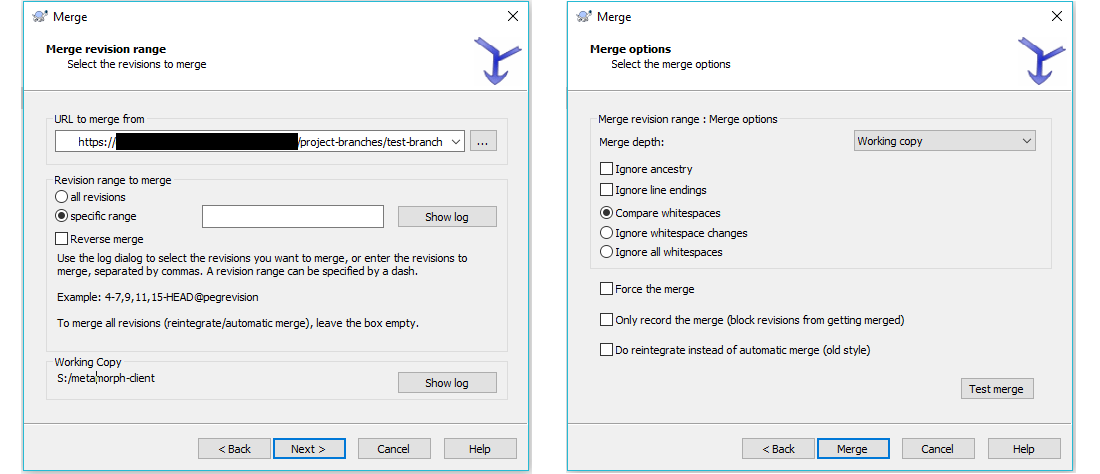 Merge
Merge revision range
Select the revisions to merge
URL to merge from
https:// /project-branches/test-branch
...
Revision range to merge
all revisions
specific range
Show log
Reverse merge
Use the log dialog to select the revisions you want to merge, or enter the revisions to
merge, separated by commas. A revision range can be specified by a dash.
Example: 4-7,9,11,15-HEAD@pegrevision
To merge all revisions (reintegrate/automatic merge), leave the box empty.
Working Copy
S:/metamorph-client
Show log
< Back
Next >
Cancel
Help
Merge
Merge options
Select the merge options
Merge revision range : Merge options
Merge depth:
Working copy
Ignore ancestry
Ignore line endings
Compare whitespaces
Ignore whitespace changes
Ignore all whitespaces
Force the merge
Only record the merge (block revisions from getting merged)
Do reintegrate instead of automatic merge (old style)
Test merge
< Back
Merge
Cancel
Help